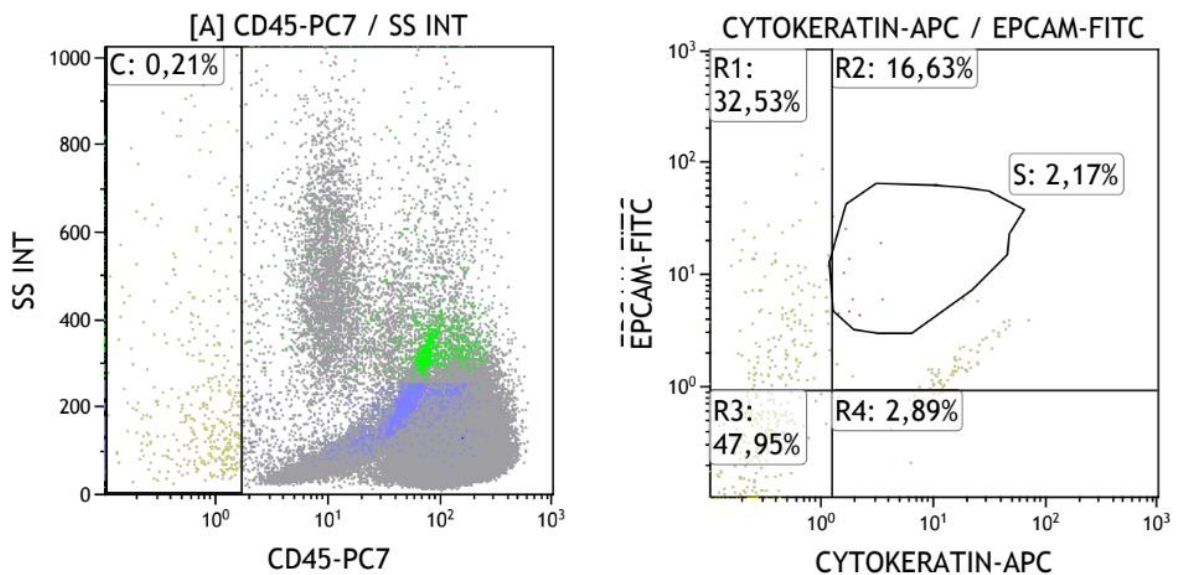 [A] CD45-PC7 / SS INT
C: 0,21%
1000
800
600
400
200
0
SS INT
10⁰
10¹
10²
10³
CD45-PC7
CYTOKERATIN-APC / EPCAM-FITC
R1:
32,53%
R2: 16,63%
S: 2,17%
R3:
47,95%
R4: 2,89%
10³
10²
10¹
10⁰
EPCAM-FITC
10⁰
10¹
10²
10³
CYTOKERATIN-APC